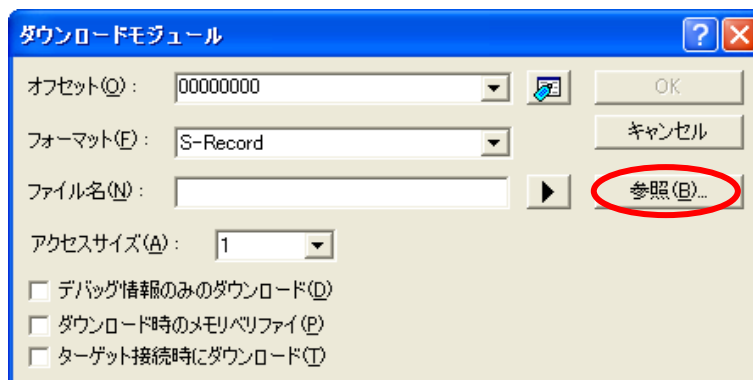 ダウンロードモジュール
オフセット(O) : 00000000 OK
フォーマット(F) : S-Record キャンセル
ファイル名(N) : 参照(B)...
アクセスサイズ(A) : 1
デバッグ情報のみのダウンロード(D)
ダウンロード時のメモリベリファイ(P)
ターゲット接続時にダウンロード(T)